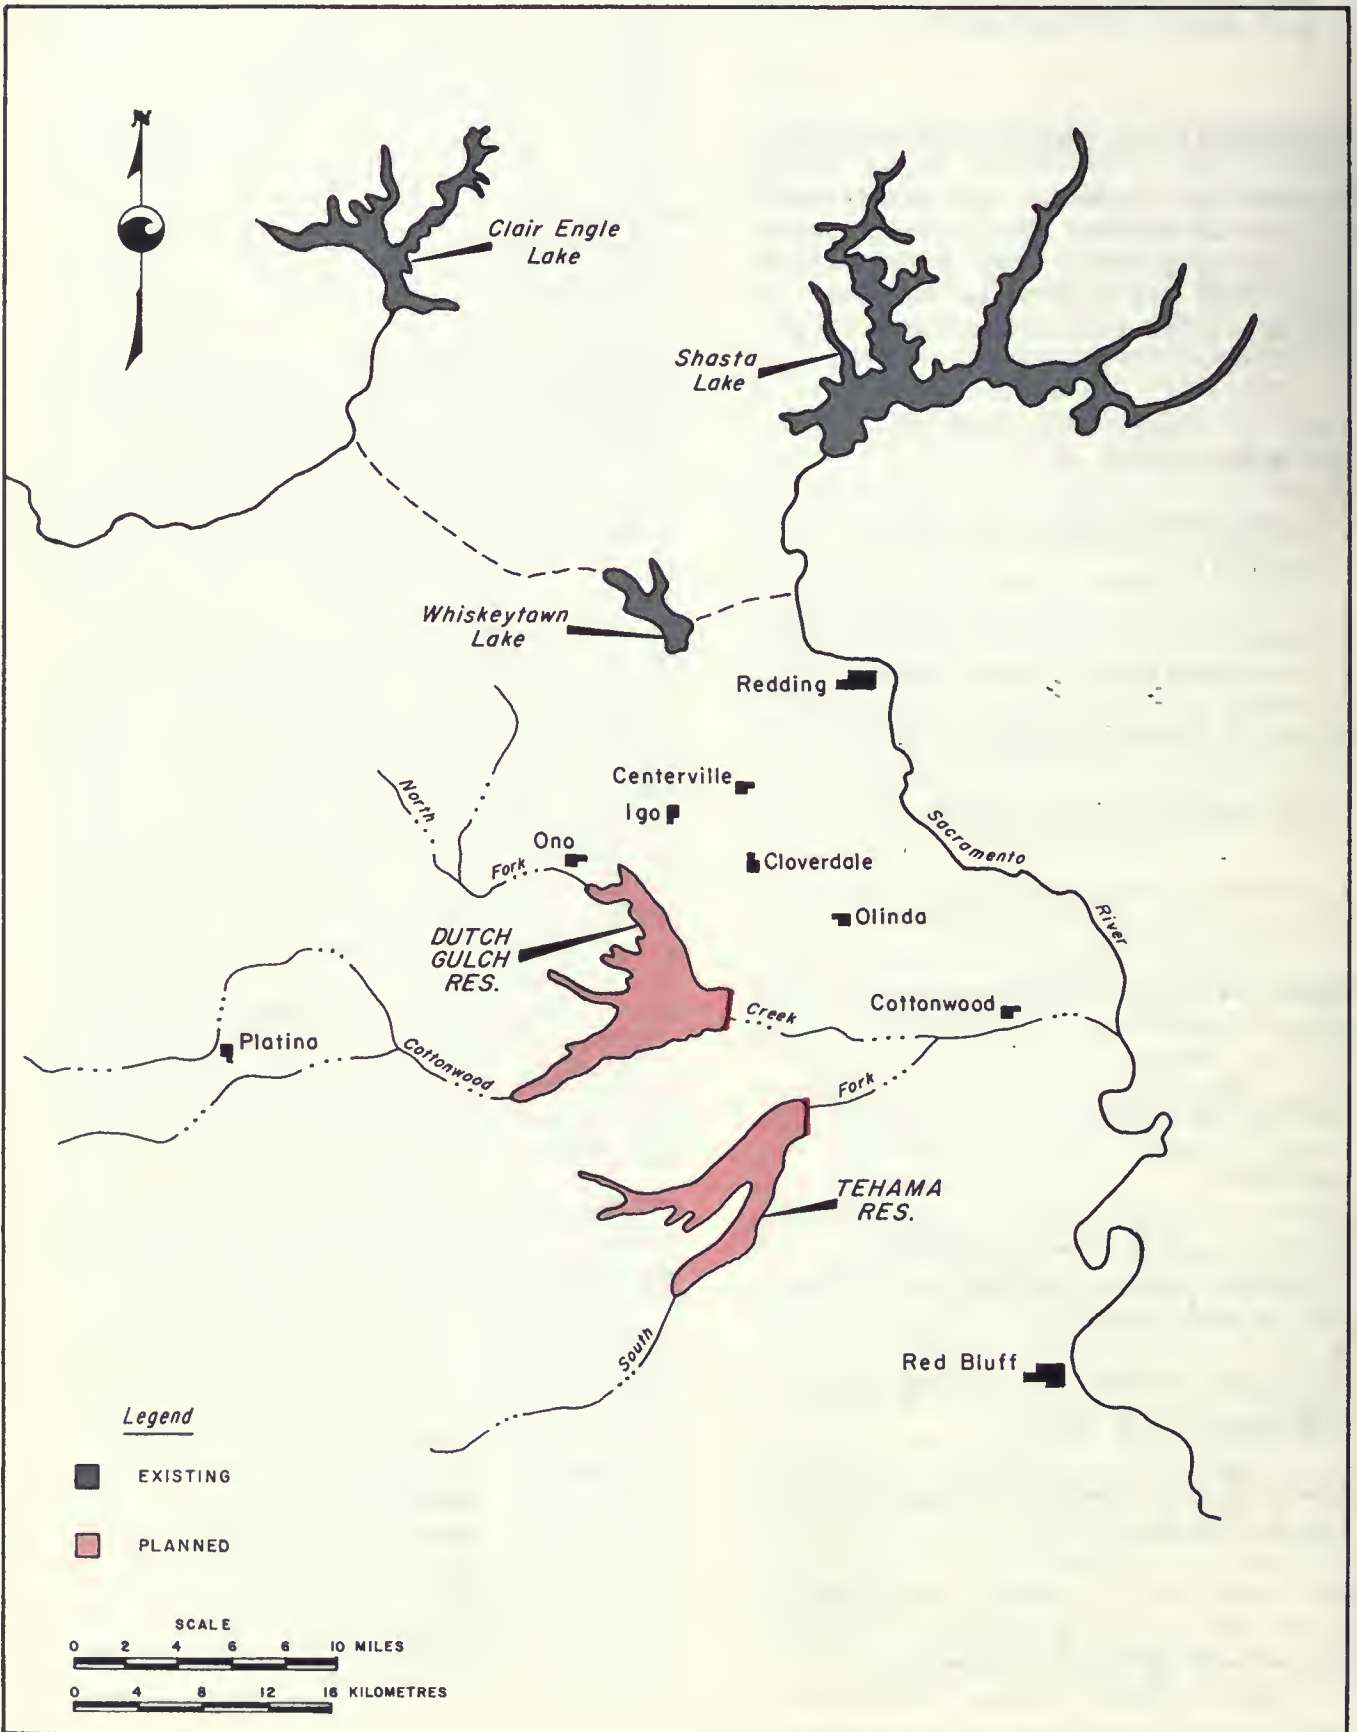 N
Clair Engle
Lake
Shasta
Lake
Whiskeytown
Lake
Redding
Centerville
Igo
North
Ono
Fork
Cloverdale
Sacramento
River
Olinda
DUTCH
GULCH
RES.
Cottonwood
Creek
Platina
Cottonwood
Fork
TEHAMA
RES.
South
Red Bluff
Legend
EXISTING
PLANNED
SCALE
0 2 4 6 6 10 MILES
0 4 8 12 16 KILOMETRES